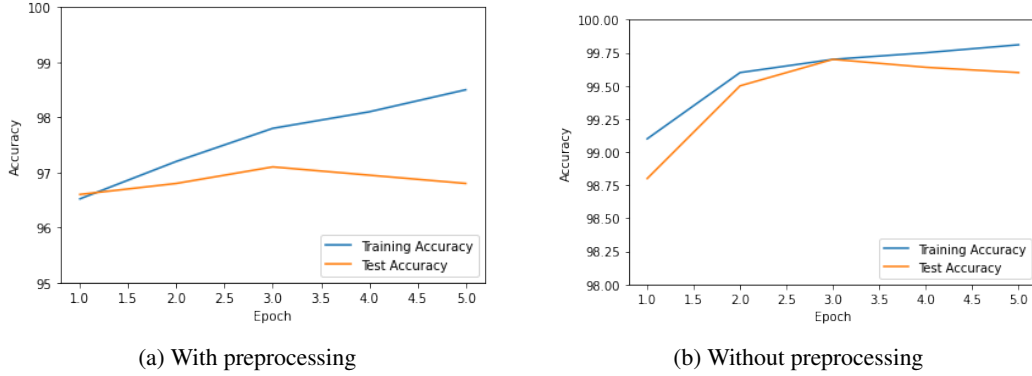 100
99
98
97
96
95
Accuracy
1.0 1.5 2.0 2.5 3.0 3.5 4.0 4.5 5.0
Epoch
Training Accuracy
Test Accuracy
(a) With preprocessing
100.00
99.75
99.50
99.25
99.00
98.75
98.50
98.25
98.00
Accuracy
1.0 1.5 2.0 2.5 3.0 3.5 4.0 4.5 5.0
Epoch
Training Accuracy
Test Accuracy
(b) Without preprocessing